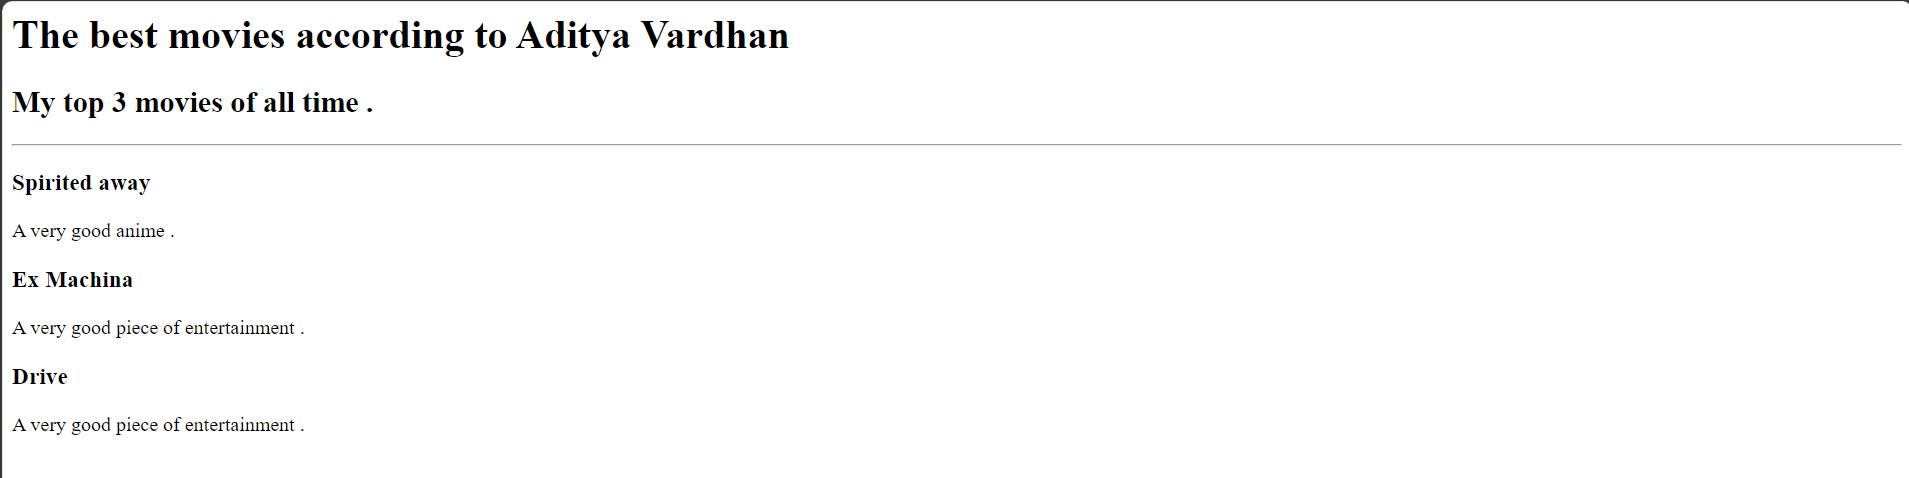 The best movies according to Aditya Vardhan
My top 3 movies of all time .
Spirited away
A very good anime .
Ex Machina
A very good piece of entertainment .
Drive
A very good piece of entertainment .